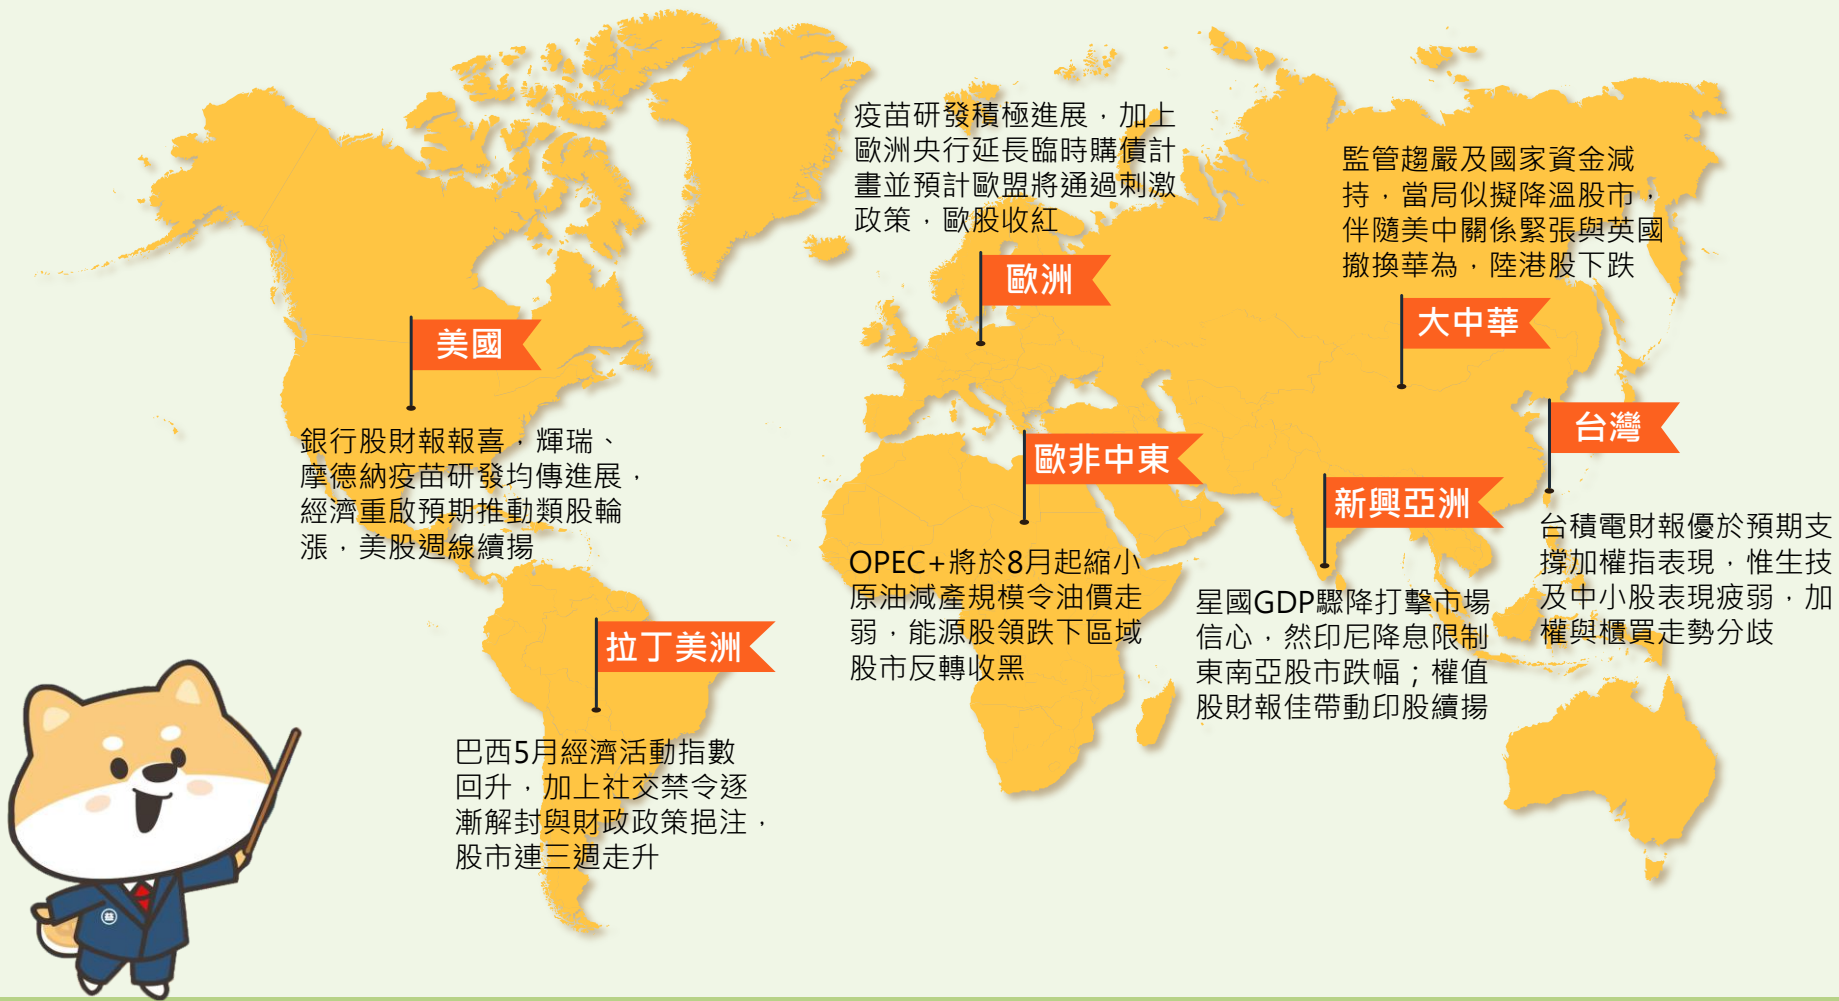 疫苗研發積極進展，加上
歐洲央行延長臨時購債計
畫並預計歐盟將通過刺激
政策，歐股收紅
歐洲
監管趨嚴及國家資金減
持，當局似擬降溫股市，
伴隨美中關係緊張與英國
撤換華為，陸港股下跌
大中華
美國
銀行股財報報喜，輝瑞、
摩德納疫苗研發均傳進展，
經濟重啟預期推動類股輪
漲，美股週線續揚
歐非中東
OPEC+將於8月起縮小
原油減產規模令油價走
弱，能源股領跌下區域
股市反轉收黑
新興亞洲
星國GDP驟降打擊市場
信心，然印尼降息限制
東南亞股市跌幅；權值
股財報佳帶動印股續揚
台灣
台積電財報優於預期支
撐加權指表現，惟生技
及中小股表現疲弱，加
權與櫃買走勢分歧
拉丁美洲
巴西5月經濟活動指數
回升，加上社交禁令逐
漸解封與財政政策挹注，
股市連三週走升